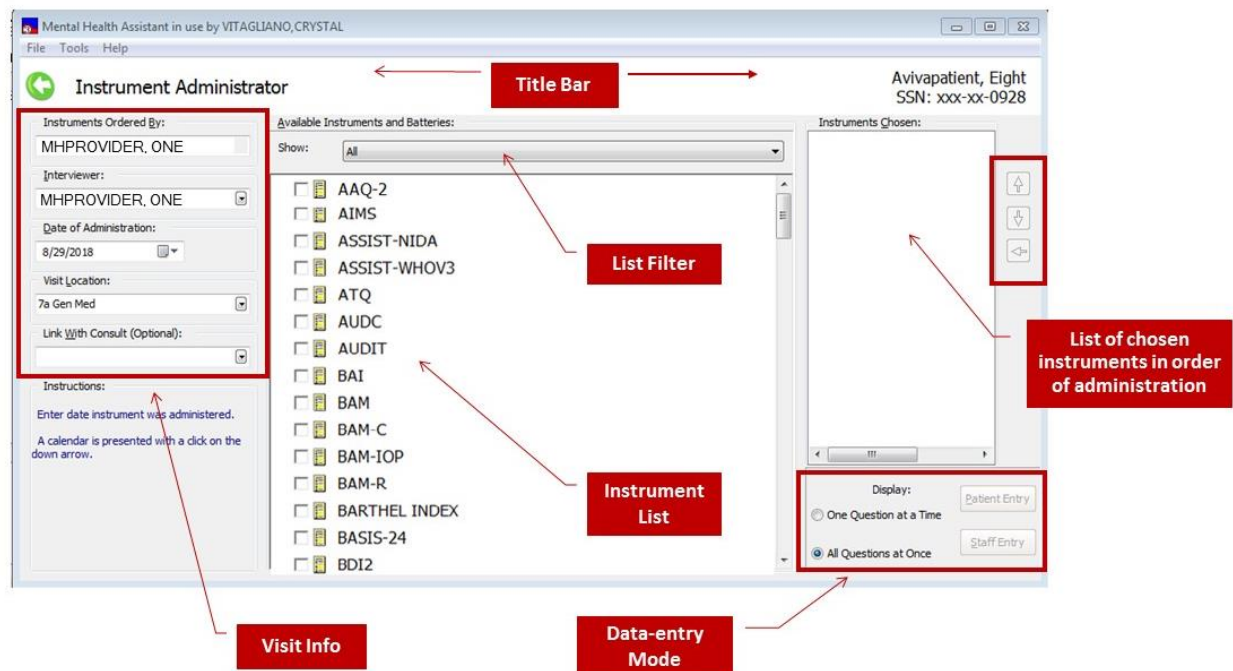 Mental Health Assistant in use by VITAGLIANO,CRYSTAL
File Tools Help
Instrument Administrator
Title Bar
Avivapatient, Eight
SSN: xxx-xx-0928
Instruments Ordered By:
MHPROVIDER, ONE
Interviewer:
MHPROVIDER, ONE
Date of Administration:
8/29/2018
Visit Location:
7a Gen Med
Link With Consult (Optional):
Instructions:
Enter date instrument was administered.
A calendar is presented with a click on the
down arrow.
Available Instruments and Batteries:
Show: All
AAQ-2
AIMS
ASSIST-NIDA
ASSIST-WHOV3
ATQ
AUDC
AUDIT
BAI
BAM
BAM-C
BAM-IOP
BAM-R
BARTHEL INDEX
BASIS-24
BDI2
List Filter
Instrument
List
Instruments Chosen:
List of chosen
instruments in order
of administration
Display:
One Question at a Time
All Questions at Once
Patient Entry
Staff Entry
Visit Info
Data-entry
Mode